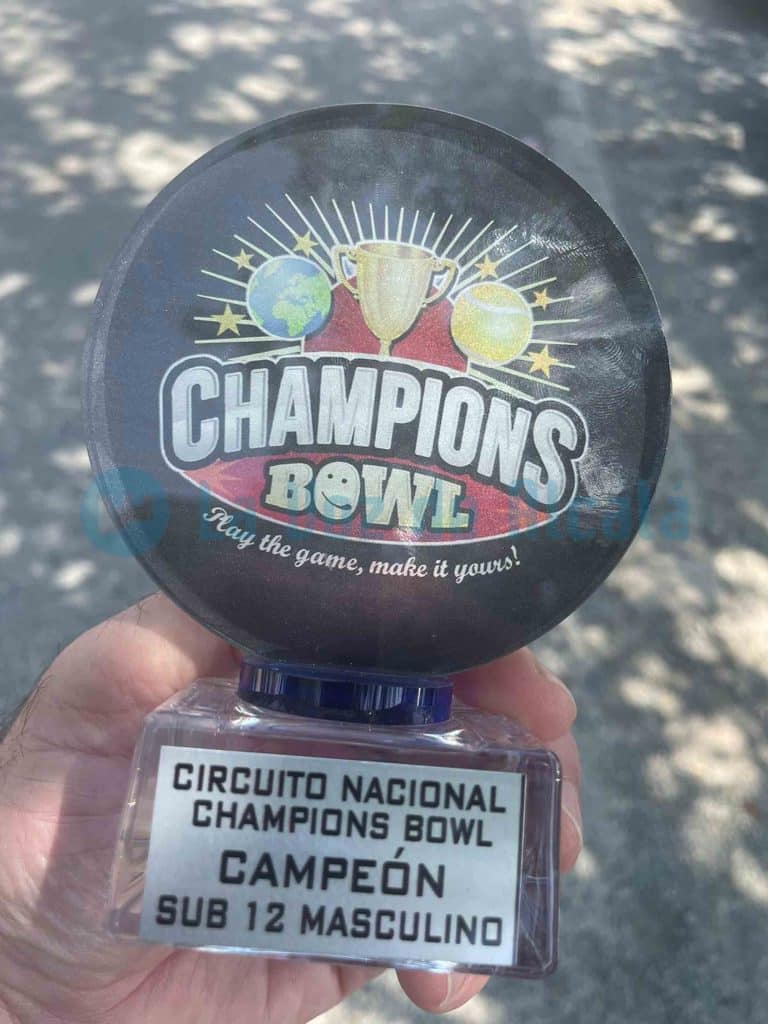 CHAMPIONS
BOWL
Play the game, make it yours!
CIRCUITO NACIONAL
CHAMPIONS BOWL
CAMPEÓN
SUB 12 MASCULINO